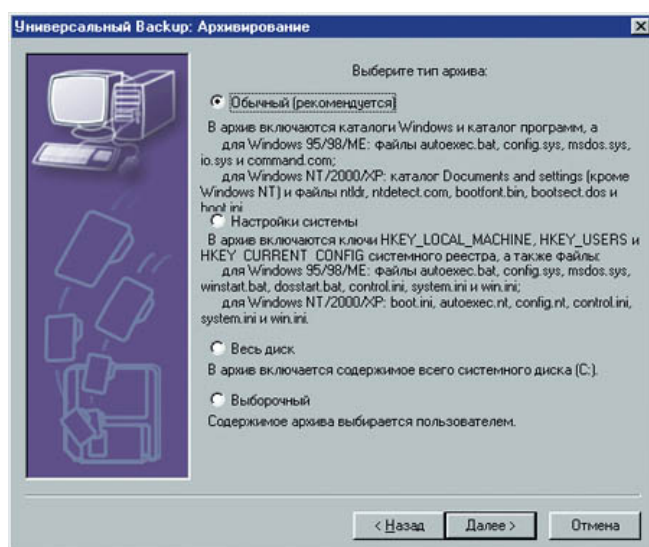 Универсальный Backup: Архивирование
Выберите тип архива:
Обычный (рекомендуется)
В архив включаются каталоги Windows и каталог программ, а
для Windows 95/98/ME: файлы autoexec.bat, config.sys, msdos.sys,
io.sys и command.com;
для Windows NT/2000/XP: каталог Documents and settings (кроме
Windows NT) и файлы ntldr, ntdetect.com, bootfont.bin, bootsect.dos и
boot.ini
Настройки системы
В архив включаются ключи HKEY_LOCAL_MACHINE, HKEY_USERS и
HKEY_CURRENT_CONFIG системного реестра, а также файлы:
для Windows 95/98/ME: файлы autoexec.bat, config.sys, msdos.sys,
winstart.bat, dosstart.bat, control.ini, system.ini и win.ini;
для Windows NT/2000/XP: boot.ini, autoexec.nt, config.nt, control.ini,
system.ini и win.ini.
Весь диск
В архив включается содержимое всего системного диска (C:).
Выборочный
Содержимое архива выбирается пользователем.
< Назад Далее > Отмена